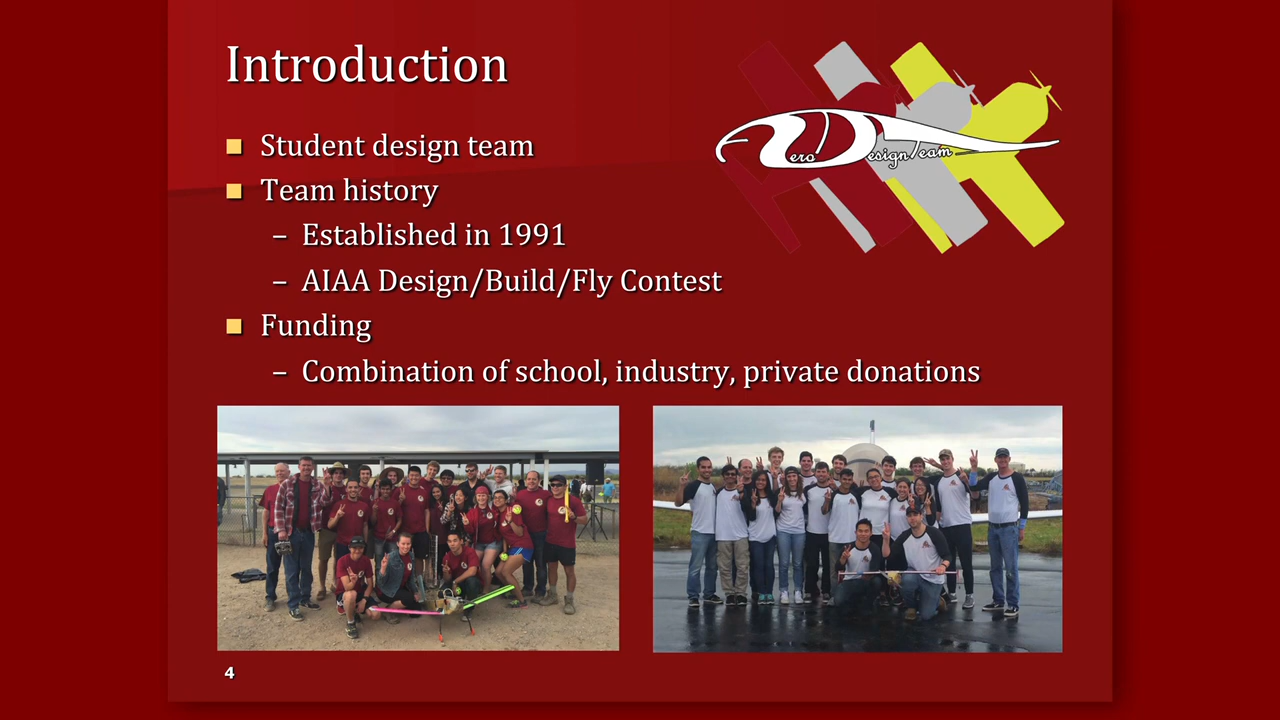 Introduction
Aero Design Team
■ Student design team
■ Team history
– Established in 1991
– AIAA Design/Build/Fly Contest
■ Funding
– Combination of school, industry, private donations
4